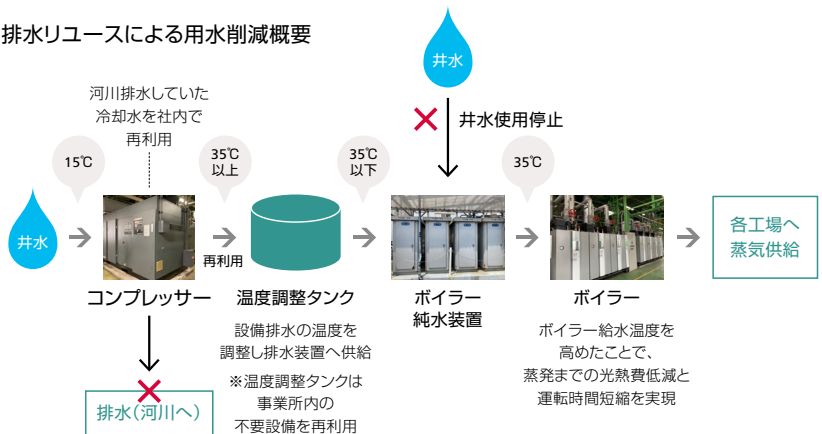 排水リユースによる用水削減概要
井水
井水使用停止
河川排水していた
冷却水を社内で
再利用
15℃
35℃
以上
35℃
以下
35℃
井水
再利用
各工場へ
蒸気供給
コンプレッサー
温度調整タンク
設備排水の温度を
調整し排水装置へ供給
※温度調整タンクは
事業所内の
不要設備を再利用
ボイラー
純水装置
ボイラー
ボイラー給水温度を
高めたことで、
蒸発までの光熱費低減と
運転時間短縮を実現
排水(河川へ)